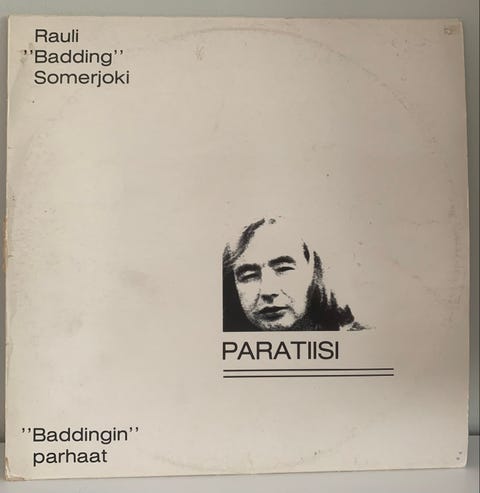 Rauli
''Badding''
Somerjoki
PARATIISI
''Baddingin''
parhaat